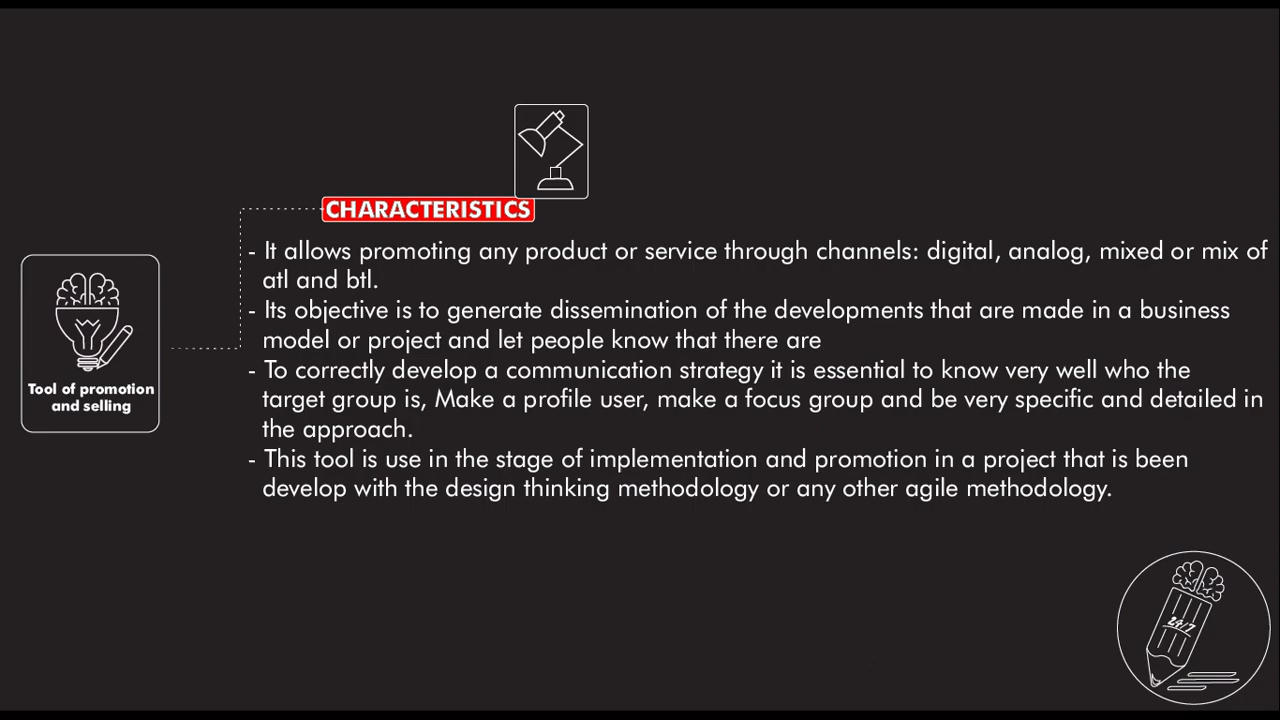 CHARACTERISTICS
- It allows promoting any product or service through channels: digital, analog, mixed or mix of
atl and btl.
- Its objective is to generate dissemination of the developments that are made in a business
model or project and let people know that there are
- To correctly develop a communication strategy it is essential to know very well who the
target group is, Make a profile user, make a focus group and be very specific and detailed in
the approach.
- This tool is use in the stage of implementation and promotion in a project that is been
develop with the design thinking methodology or any other agile methodology.
Tool of promotion
and selling
24/7